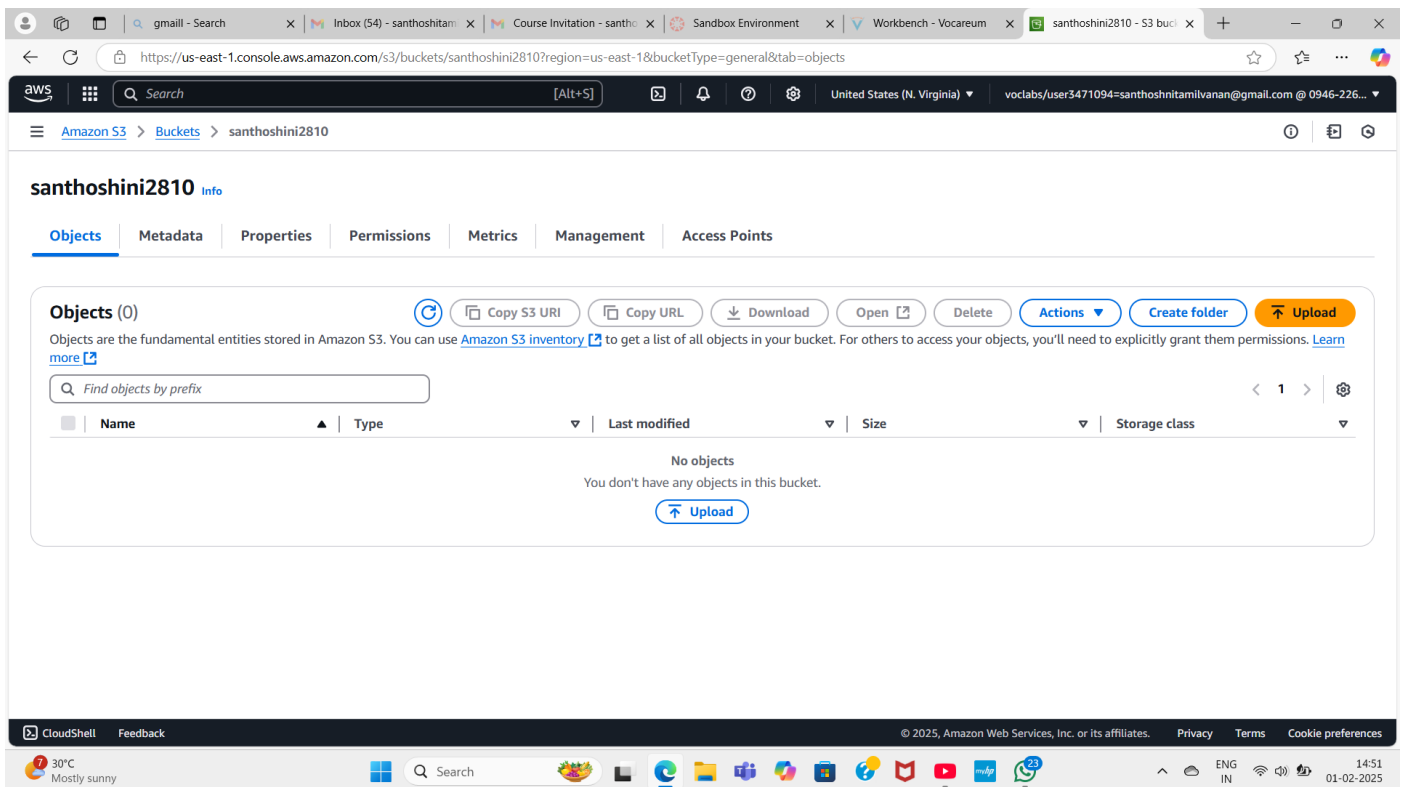 gmaill - Search
Inbox (54) - santhoshitam
Course Invitation - santho
Sandbox Environment
Workbench - Vocareum
santhoshini2810 - S3 buc
https://us-east-1.console.aws.amazon.com/s3/buckets/santhoshini2810?region=us-east-1&bucketType=general&tab=objects
aws
Search
[Alt+S]
United States (N. Virginia)
voclabs/user3471094=santhoshnitamilvanan@gmail.com @ 0946-226...
Amazon S3 > Buckets > santhoshini2810
santhoshini2810 Info
Objects Metadata Properties Permissions Metrics Management Access Points
Objects (0)
Copy S3 URI
Copy URL
Download
Open
Delete
Actions
Create folder
Upload
Objects are the fundamental entities stored in Amazon S3. You can use Amazon S3 inventory to get a list of all objects in your bucket. For others to access your objects, you'll need to explicitly grant them permissions. Learn
more
Find objects by prefix
< 1 >
Name Type Last modified Size Storage class
No objects
You don't have any objects in this bucket.
Upload
CloudShell Feedback © 2025, Amazon Web Services, Inc. or its affiliates. Privacy Terms Cookie preferences
7
30°C
Mostly sunny
Search
myhp
23
ENG
IN
14:51
01-02-2025